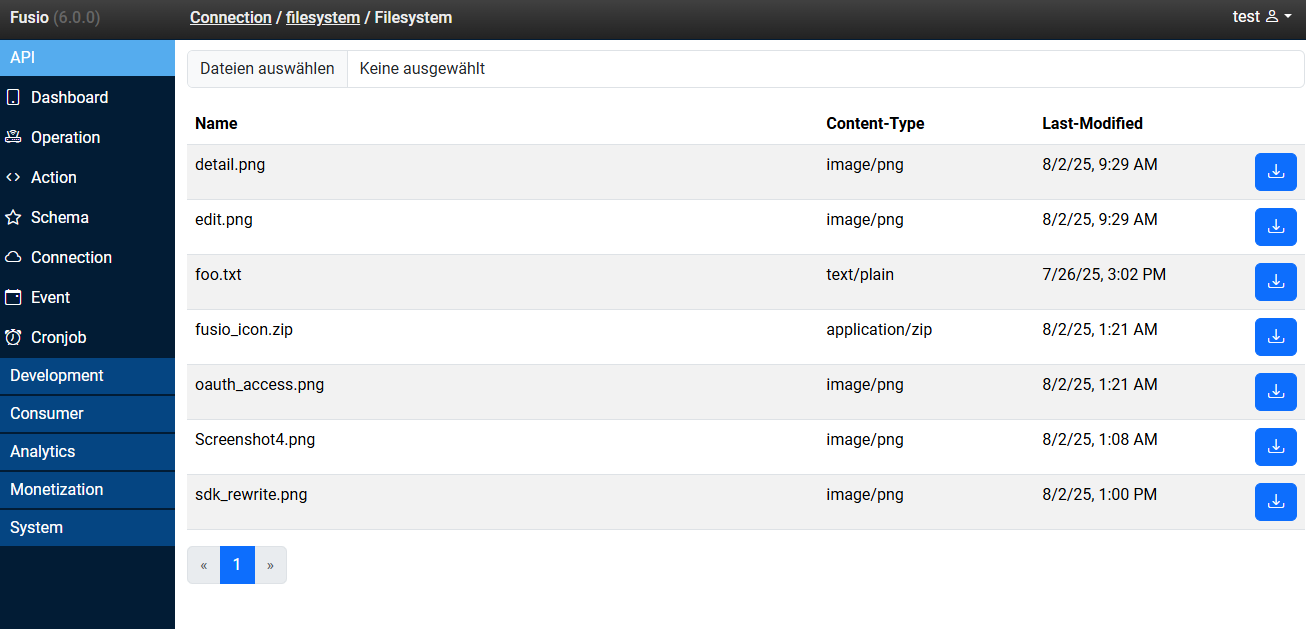 Fusio (6.0.0) Connection / filesystem / Filesystem test
API
Dashboard
Operation
Action
Schema
Connection
Event
Cronjob
Development
Consumer
Analytics
Monetization
System
Dateien auswählen Keine ausgewählt
Name Content-Type Last-Modified
detail.png image/png 8/2/25, 9:29 AM
edit.png image/png 8/2/25, 9:29 AM
foo.txt text/plain 7/26/25, 3:02 PM
fusio_icon.zip application/zip 8/2/25, 1:21 AM
oauth_access.png image/png 8/2/25, 1:21 AM
Screenshot4.png image/png 8/2/25, 1:08 AM
sdk_rewrite.png image/png 8/2/25, 1:00 PM
« 1 »